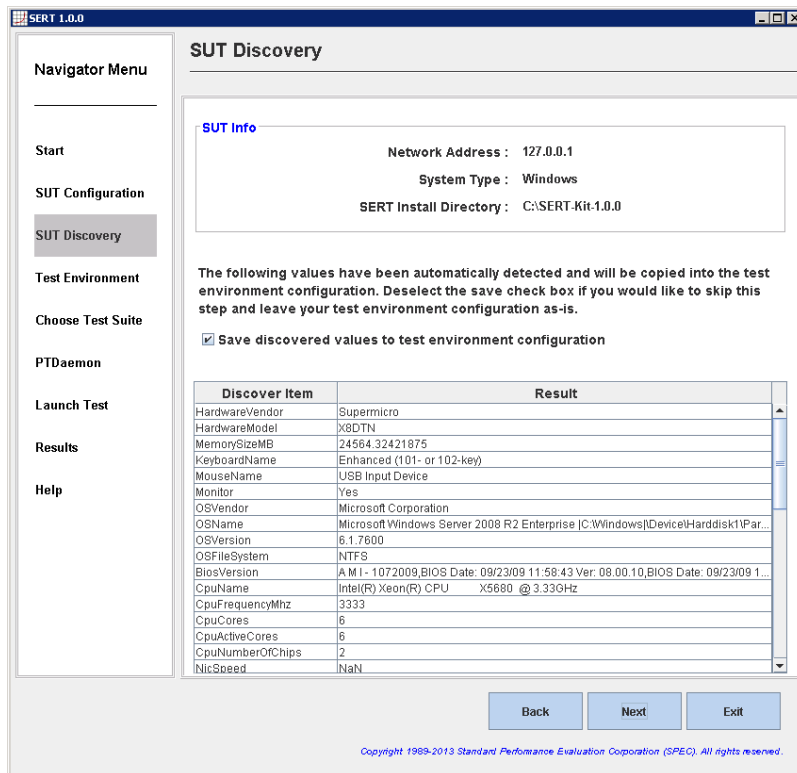 SERT 1.0.0
Navigator Menu
Start
SUT Configuration
SUT Discovery
Test Environment
Choose Test Suite
PTDaemon
Launch Test
Results
Help
SUT Discovery
SUT Info
Network Address : 127.0.0.1
System Type : Windows
SERT Install Directory : C:\SERT-Kit-1.0.0
The following values have been automatically detected and will be copied into the test
environment configuration. Deselect the save check box if you would like to skip this
step and leave your test environment configuration as-is.
Save discovered values to test environment configuration
Discover Item Result
HardwareVendor Supermicro
HardwareModel X8DTN
MemorySizeMB 24564.32421875
KeyboardName Enhanced (101- or 102-key)
MouseName USB Input Device
Monitor Yes
OSVendor Microsoft Corporation
OSName Microsoft Windows Server 2008 R2 Enterprise |C:\Windows|\Device\Harddisk1\Par...
OSVersion 6.1.7600
OSFileSystem NTFS
BiosVersion A M I - 1072009,BIOS Date: 09/23/09 11:58:43 Ver: 08.00.10,BIOS Date: 09/23/09 1...
CpuName Intel(R) Xeon(R) CPU X5680 @ 3.33GHz
CpuFrequencyMhz 3333
CpuCores 6
CpuActiveCores 6
CpuNumberOfChips 2
NicSpeed NaN
Back Next Exit
Copyright 1989-2013 Standard Performance Evaluation Corporation (SPEC). All rights reserved.